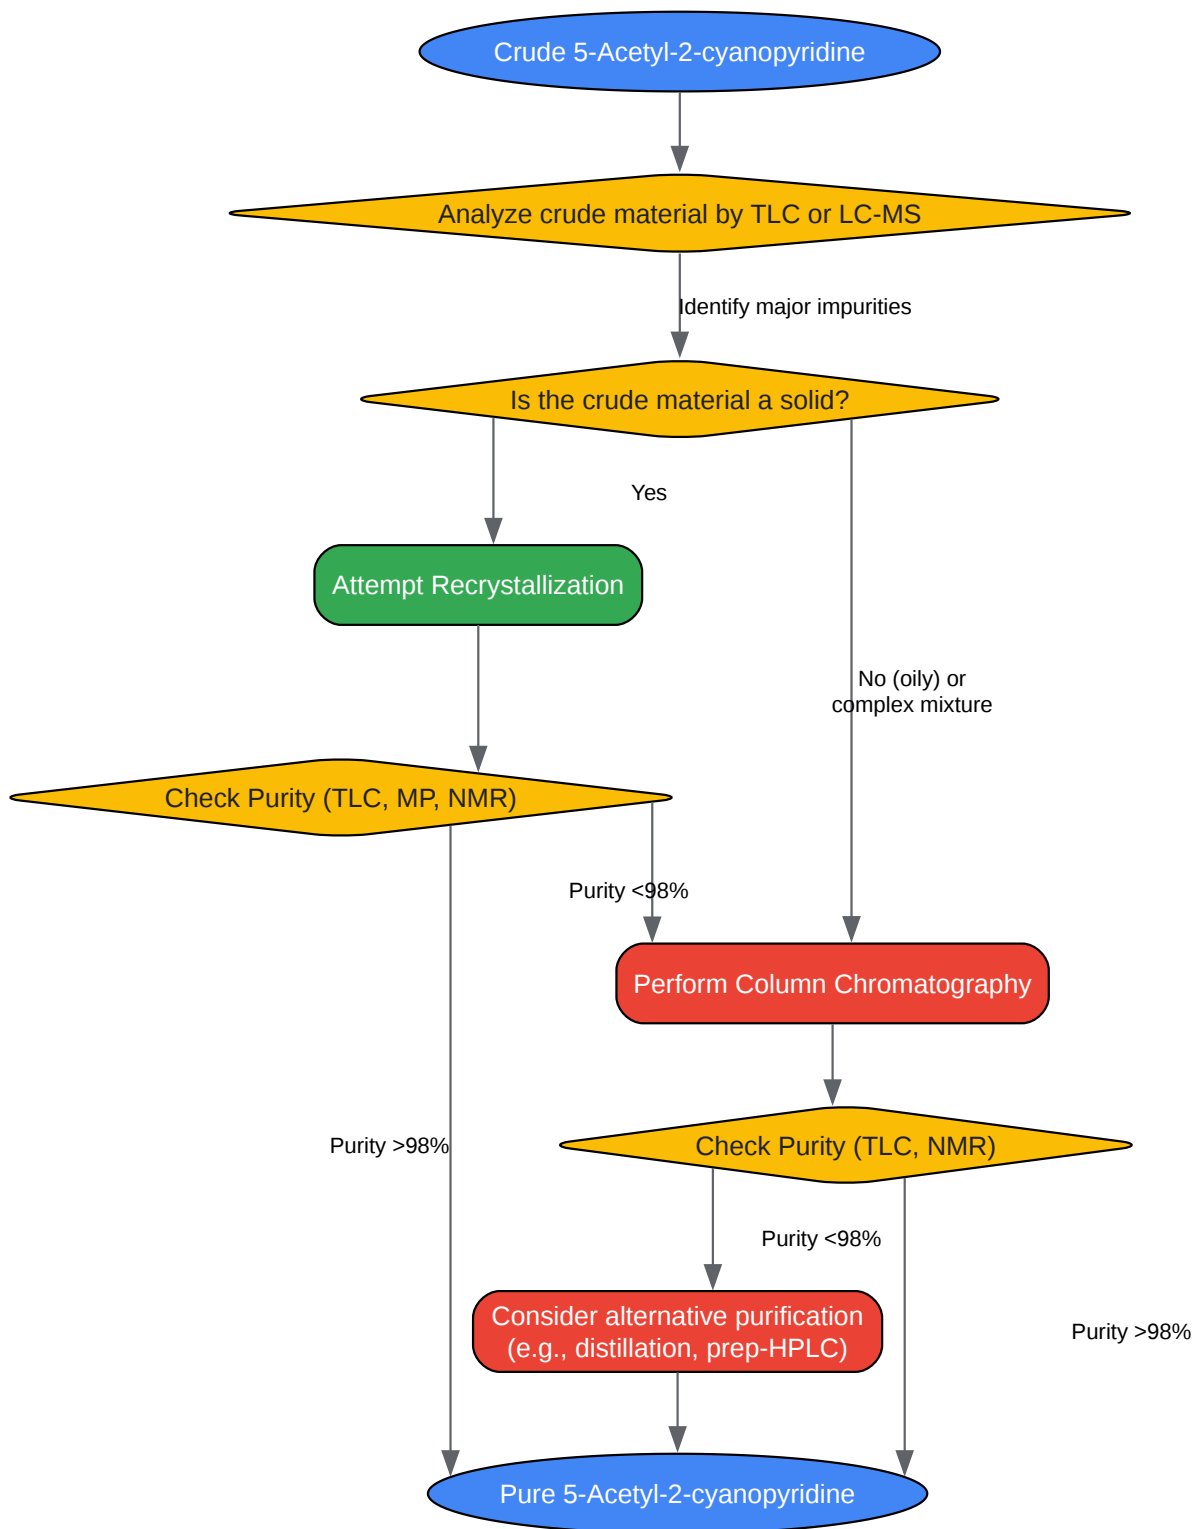 Crude 5-Acetyl-2-cyanopyridine
Analyze crude material by TLC or LC-MS
Identify major impurities
Is the crude material a solid?
Yes
Attempt Recrystallization
No (oily) or
complex mixture
Check Purity (TLC, MP, NMR)
Purity <98%
Perform Column Chromatography
Purity >98%
Check Purity (TLC, NMR)
Purity <98%
Consider alternative purification
(e.g., distillation, prep-HPLC)
Purity >98%
Pure 5-Acetyl-2-cyanopyridine